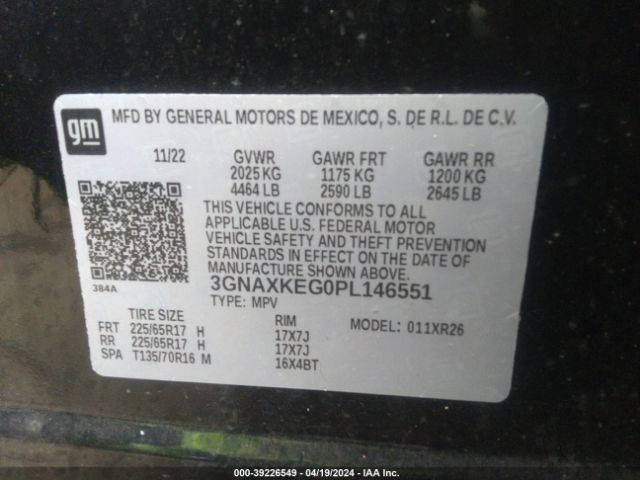 gm
MFD BY GENERAL MOTORS DE MEXICO, S. DE R.L. DE C.V.
11/22 GVWR GAWR FRT GAWR RR
2025 KG 1175 KG 1200 KG
4464 LB 2590 LB 2645 LB
THIS VEHICLE CONFORMS TO ALL
APPLICABLE U.S. FEDERAL MOTOR
VEHICLE SAFETY AND THEFT PREVENTION
STANDARDS IN EFFECT ON THE DATE OF
MANUFACTURE SHOWN ABOVE.
384A
3GNAXKEG0PL146551
TYPE: MPV
TIRE SIZE RIM MODEL: 011XR26
FRT 225/65R17 H 17X7J
RR 225/65R17 H 17X7J
SPA T135/70R16 M 16X4BT
000-39226549 - 04/19/2024 - IAA Inc.